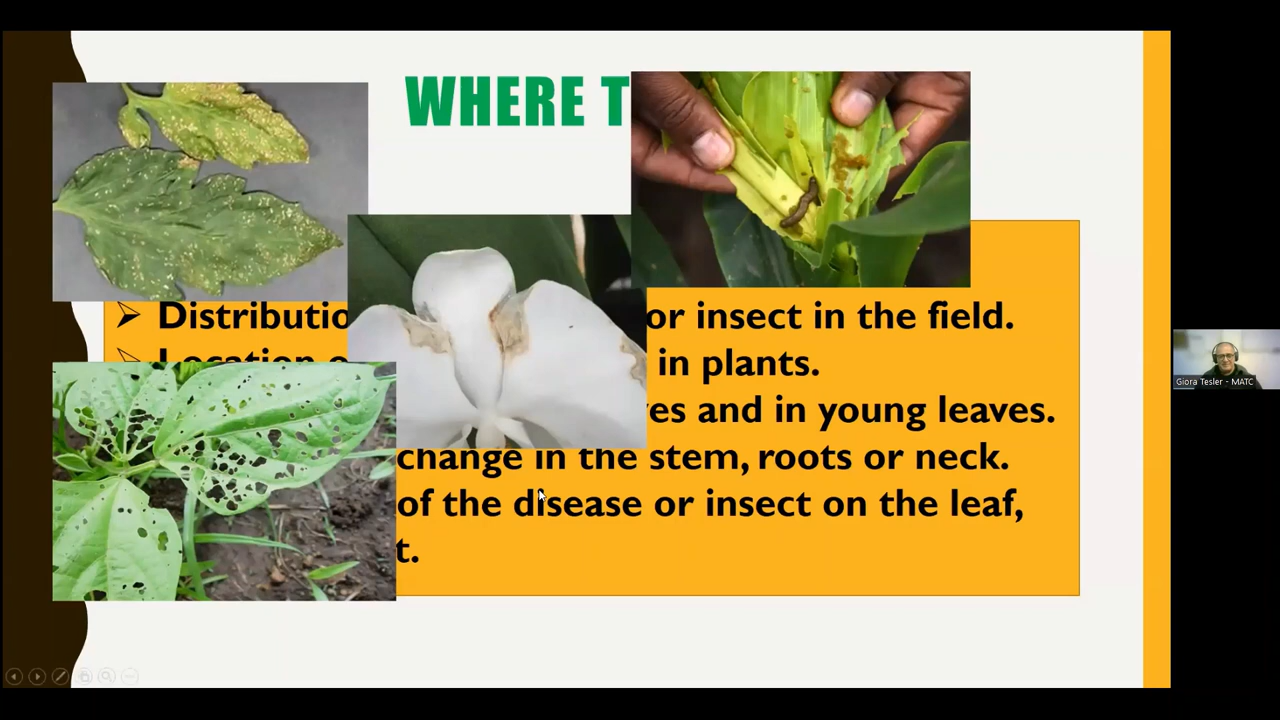 WHERE T
➢ Distributio or insect in the field.
➢ Location o in plants.
es and in young leaves.
change in the stem, roots or neck.
of the disease or insect on the leaf,
t.
Giora Tesler - MATC